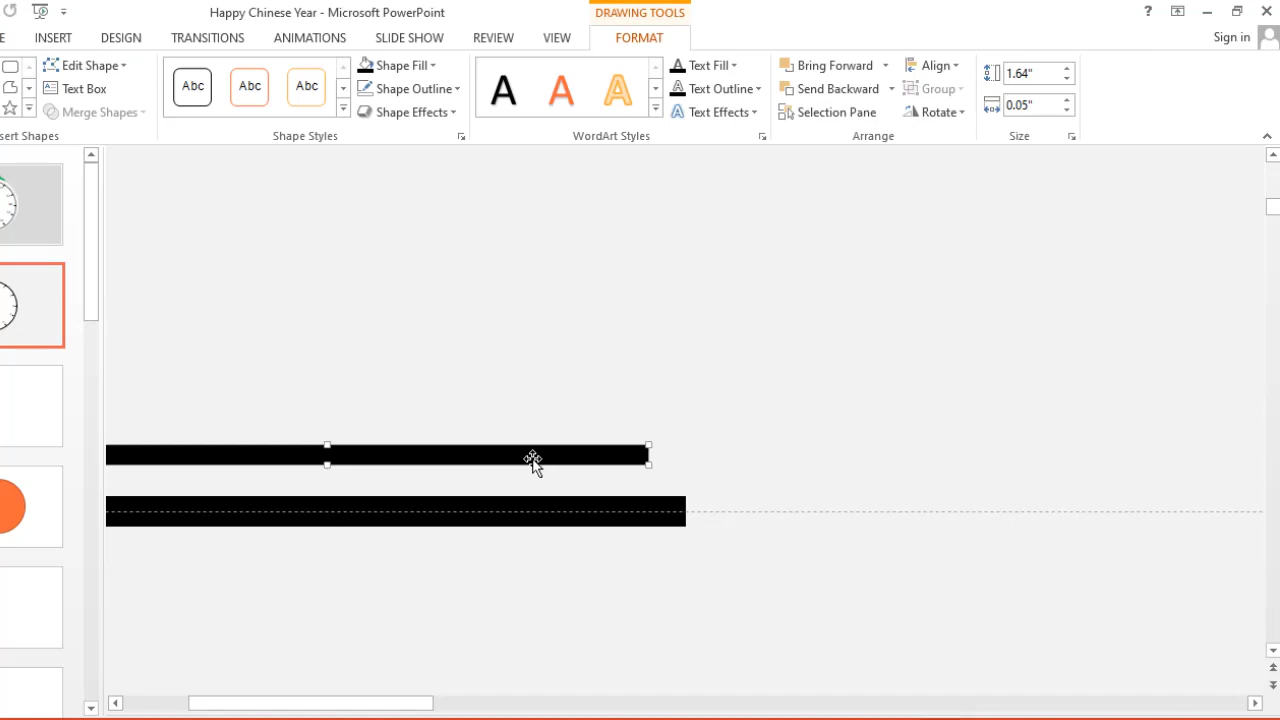 Happy Chinese Year - Microsoft PowerPoint
DRAWING TOOLS
?
E INSERT DESIGN TRANSITIONS ANIMATIONS SLIDE SHOW REVIEW VIEW FORMAT Sign in
Edit Shape
Text Box
Merge Shapes
sert Shapes
Abc Abc Abc
Shape Fill
Shape Outline
Shape Effects
Shape Styles
A A A
Text Fill
Text Outline
Text Effects
WordArt Styles
Bring Forward
Send Backward
Selection Pane
Align
Group
Rotate
Arrange
1.64"
0.05"
Size